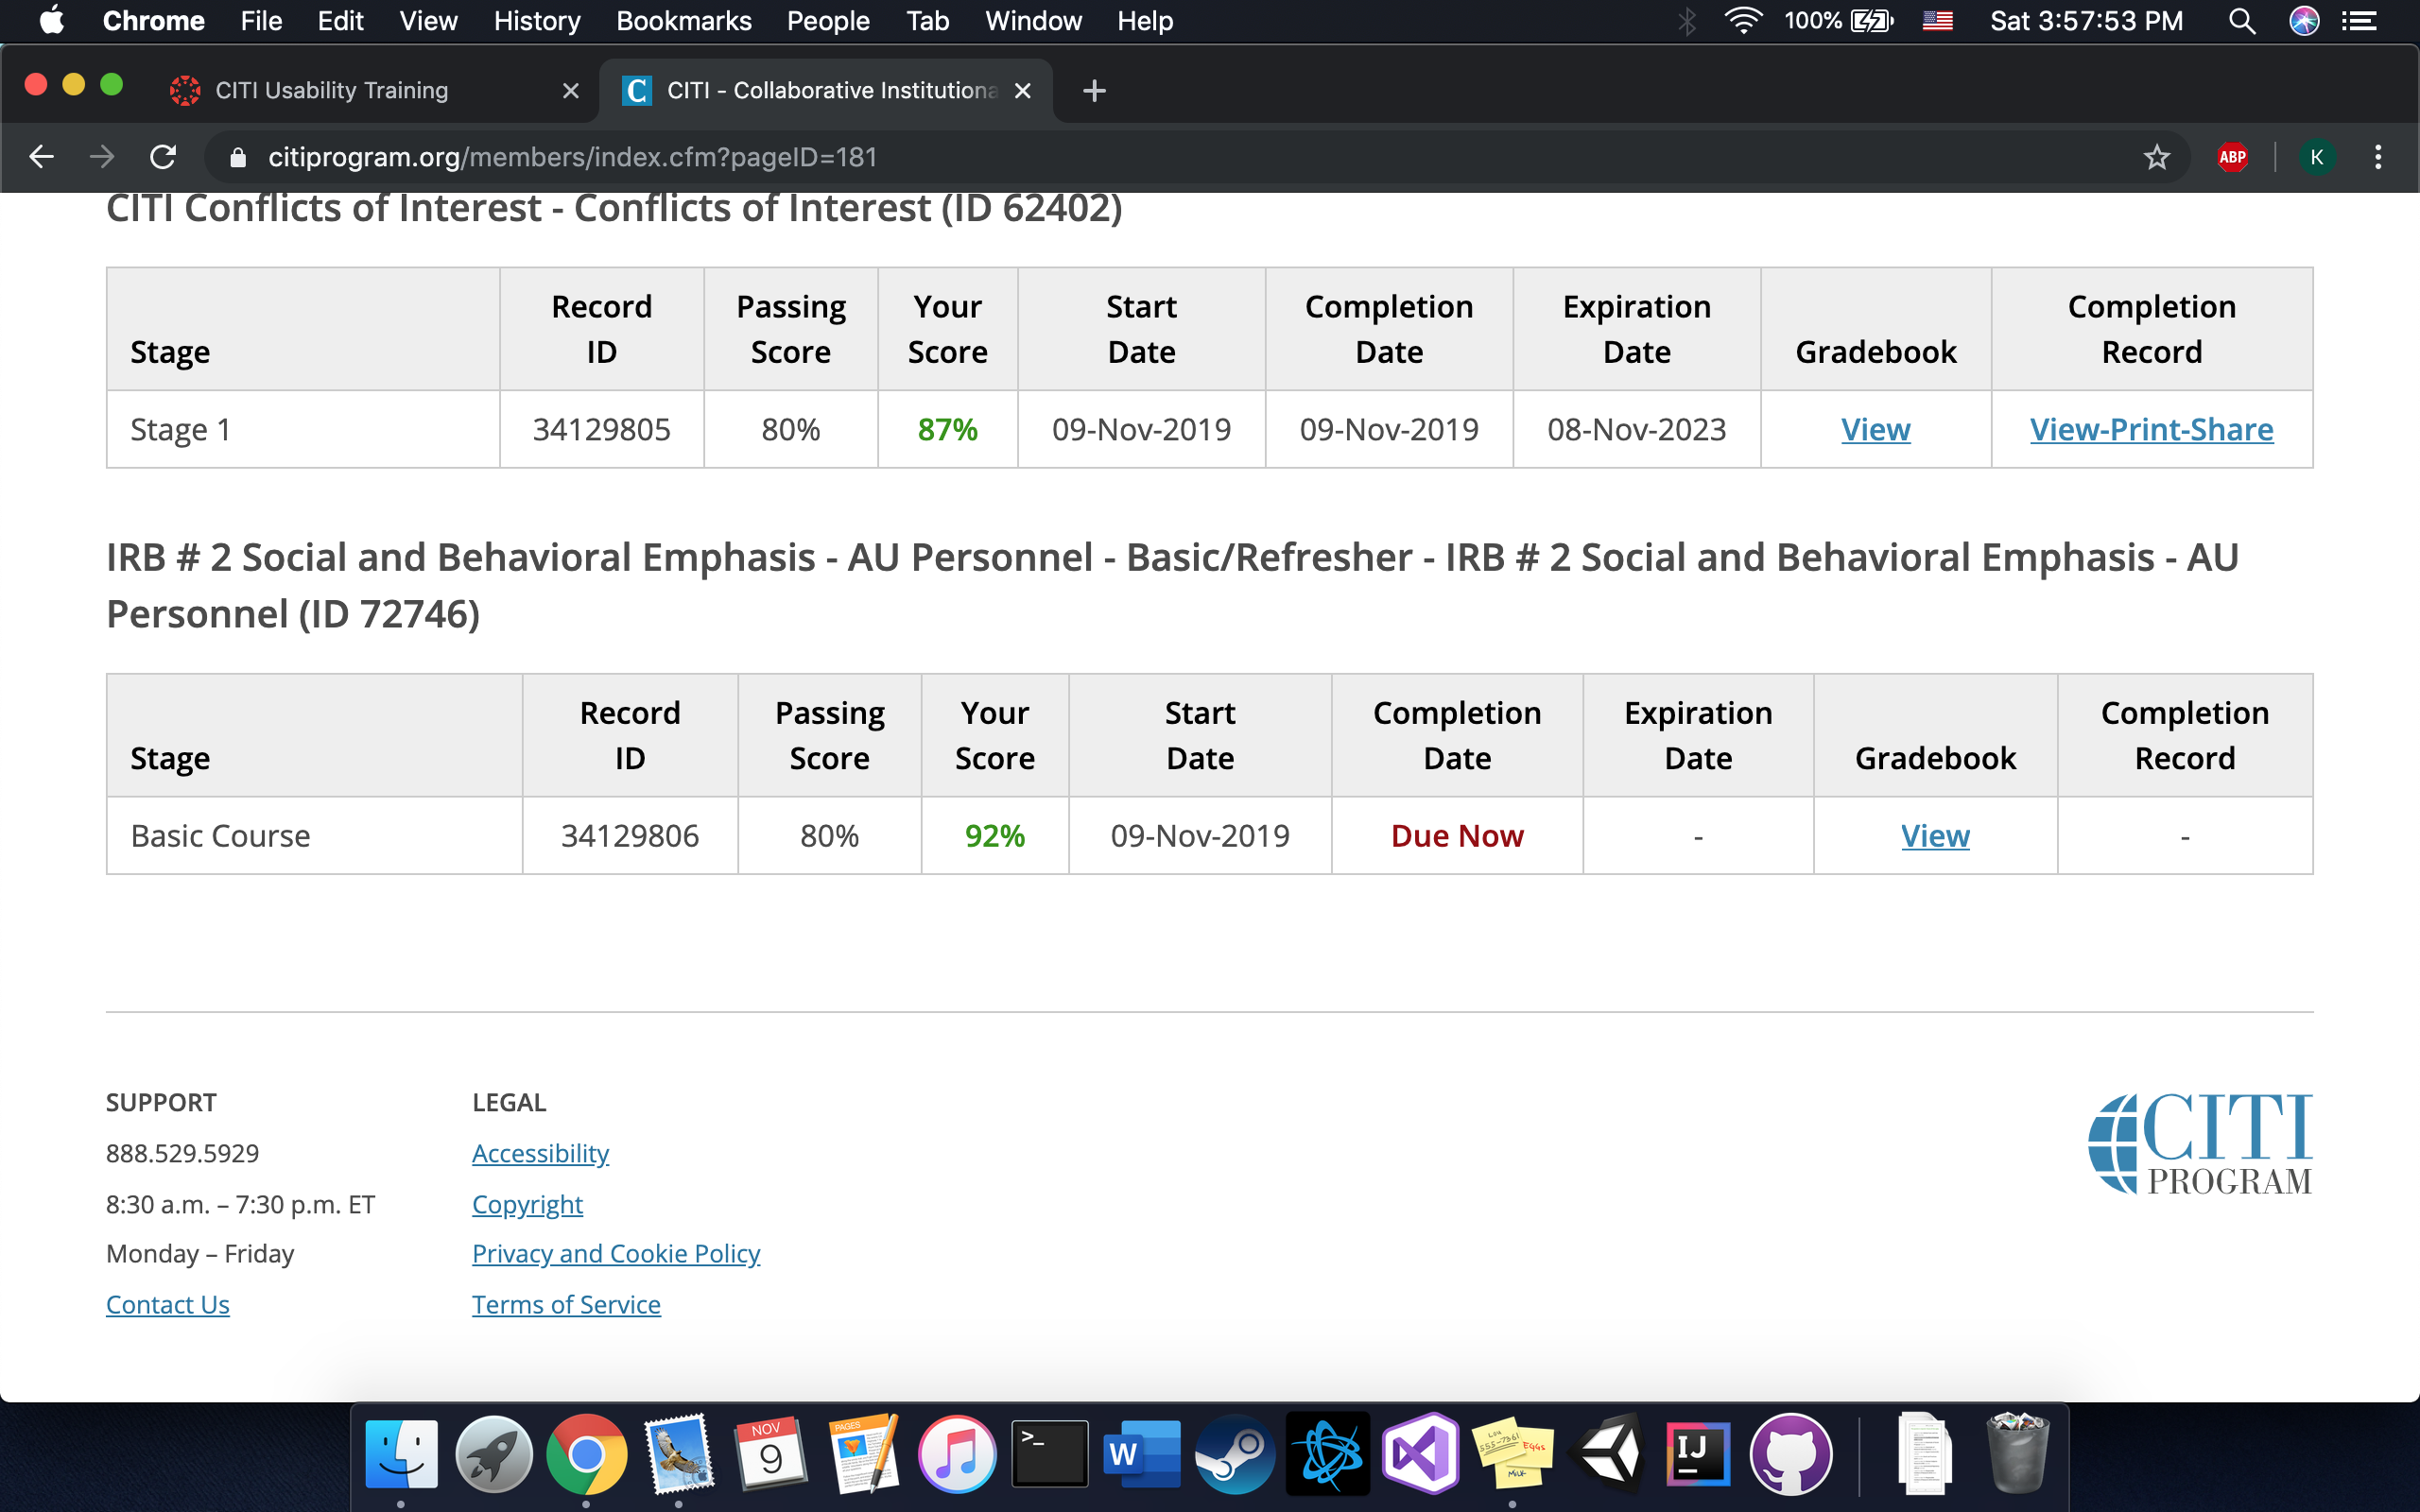 Chrome File Edit View History Bookmarks People Tab Window Help 100% Sat 3:57:53 PM
CITI Usability Training CITI - Collaborative Institutiona
citiprogram.org/members/index.cfm?pageID=181 ABP K
CITI Conflicts of Interest - Conflicts of Interest (ID 62402)
Stage Record ID Passing Score Your Score Start Date Completion Date Expiration Date Gradebook Completion Record
Stage 1 34129805 80% 87% 09-Nov-2019 09-Nov-2019 08-Nov-2023 View View-Print-Share
IRB # 2 Social and Behavioral Emphasis - AU Personnel - Basic/Refresher - IRB # 2 Social and Behavioral Emphasis - AU
Personnel (ID 72746)
Stage Record ID Passing Score Your Score Start Date Completion Date Expiration Date Gradebook Completion Record
Basic Course 34129806 80% 92% 09-Nov-2019 Due Now - View -
SUPPORT LEGAL
888.529.5929 Accessibility
8:30 a.m. – 7:30 p.m. ET Copyright
Monday – Friday Privacy and Cookie Policy
Contact Us Terms of Service
CITI
PROGRAM
NOV
9
PAGES
>_
W
EGGS
MILK
IJ